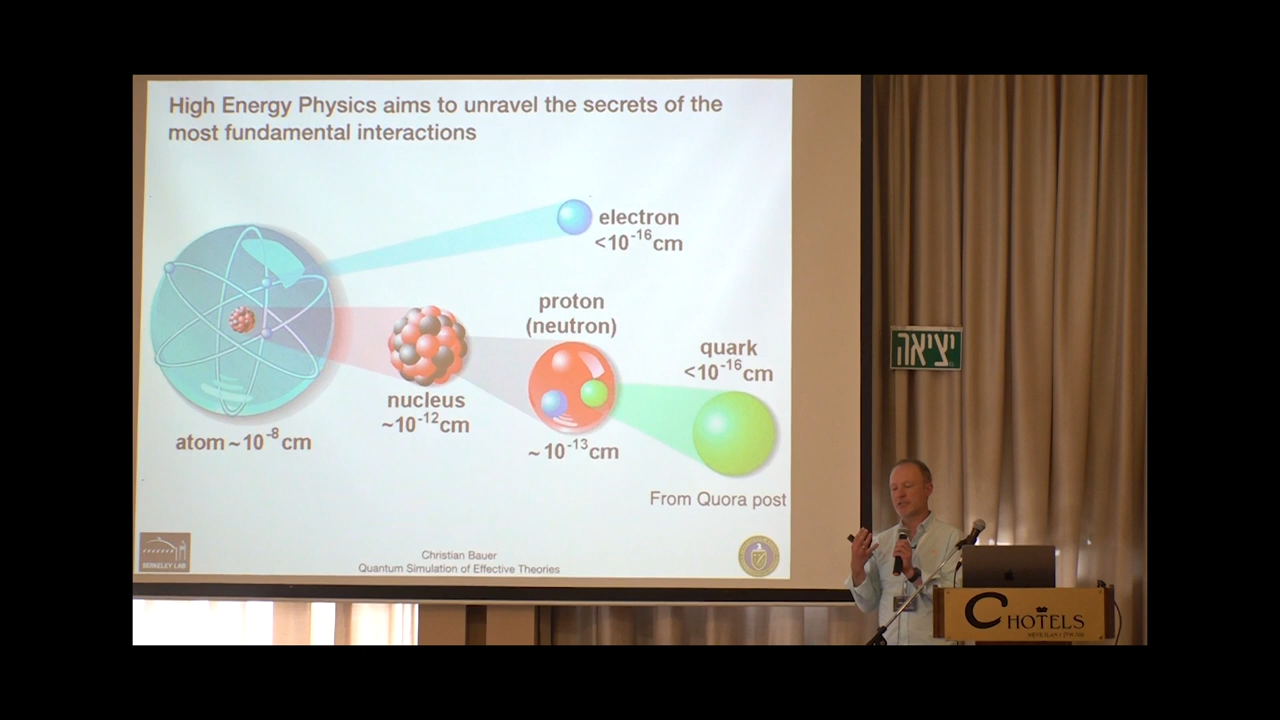 High Energy Physics aims to unravel the secrets of the
most fundamental interactions
electron
<10⁻¹⁶cm
proton
(neutron)
quark
<10⁻¹⁶cm
nucleus
~10⁻¹²cm
atom ~10⁻⁸cm
~10⁻¹³cm
From Quora post
BERKELEY LAB
Christian Bauer
Quantum Simulation of Effective Theories
יציאה
C HOTELS